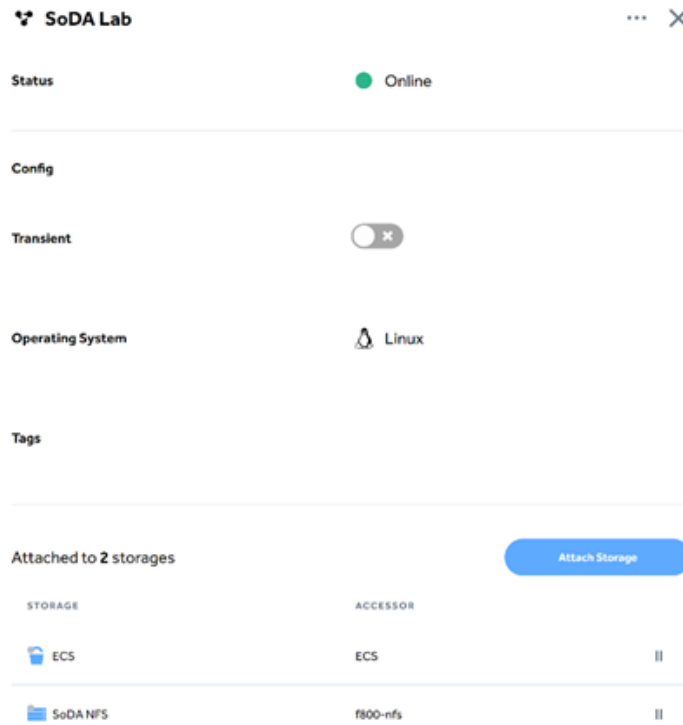 SoDA Lab
Status Online
Config
Transient
Operating System Linux
Tags
Attached to 2 storages Attach Storage
STORAGE ACCESSOR
ECS ECS
SoDA NFS f800-nfs